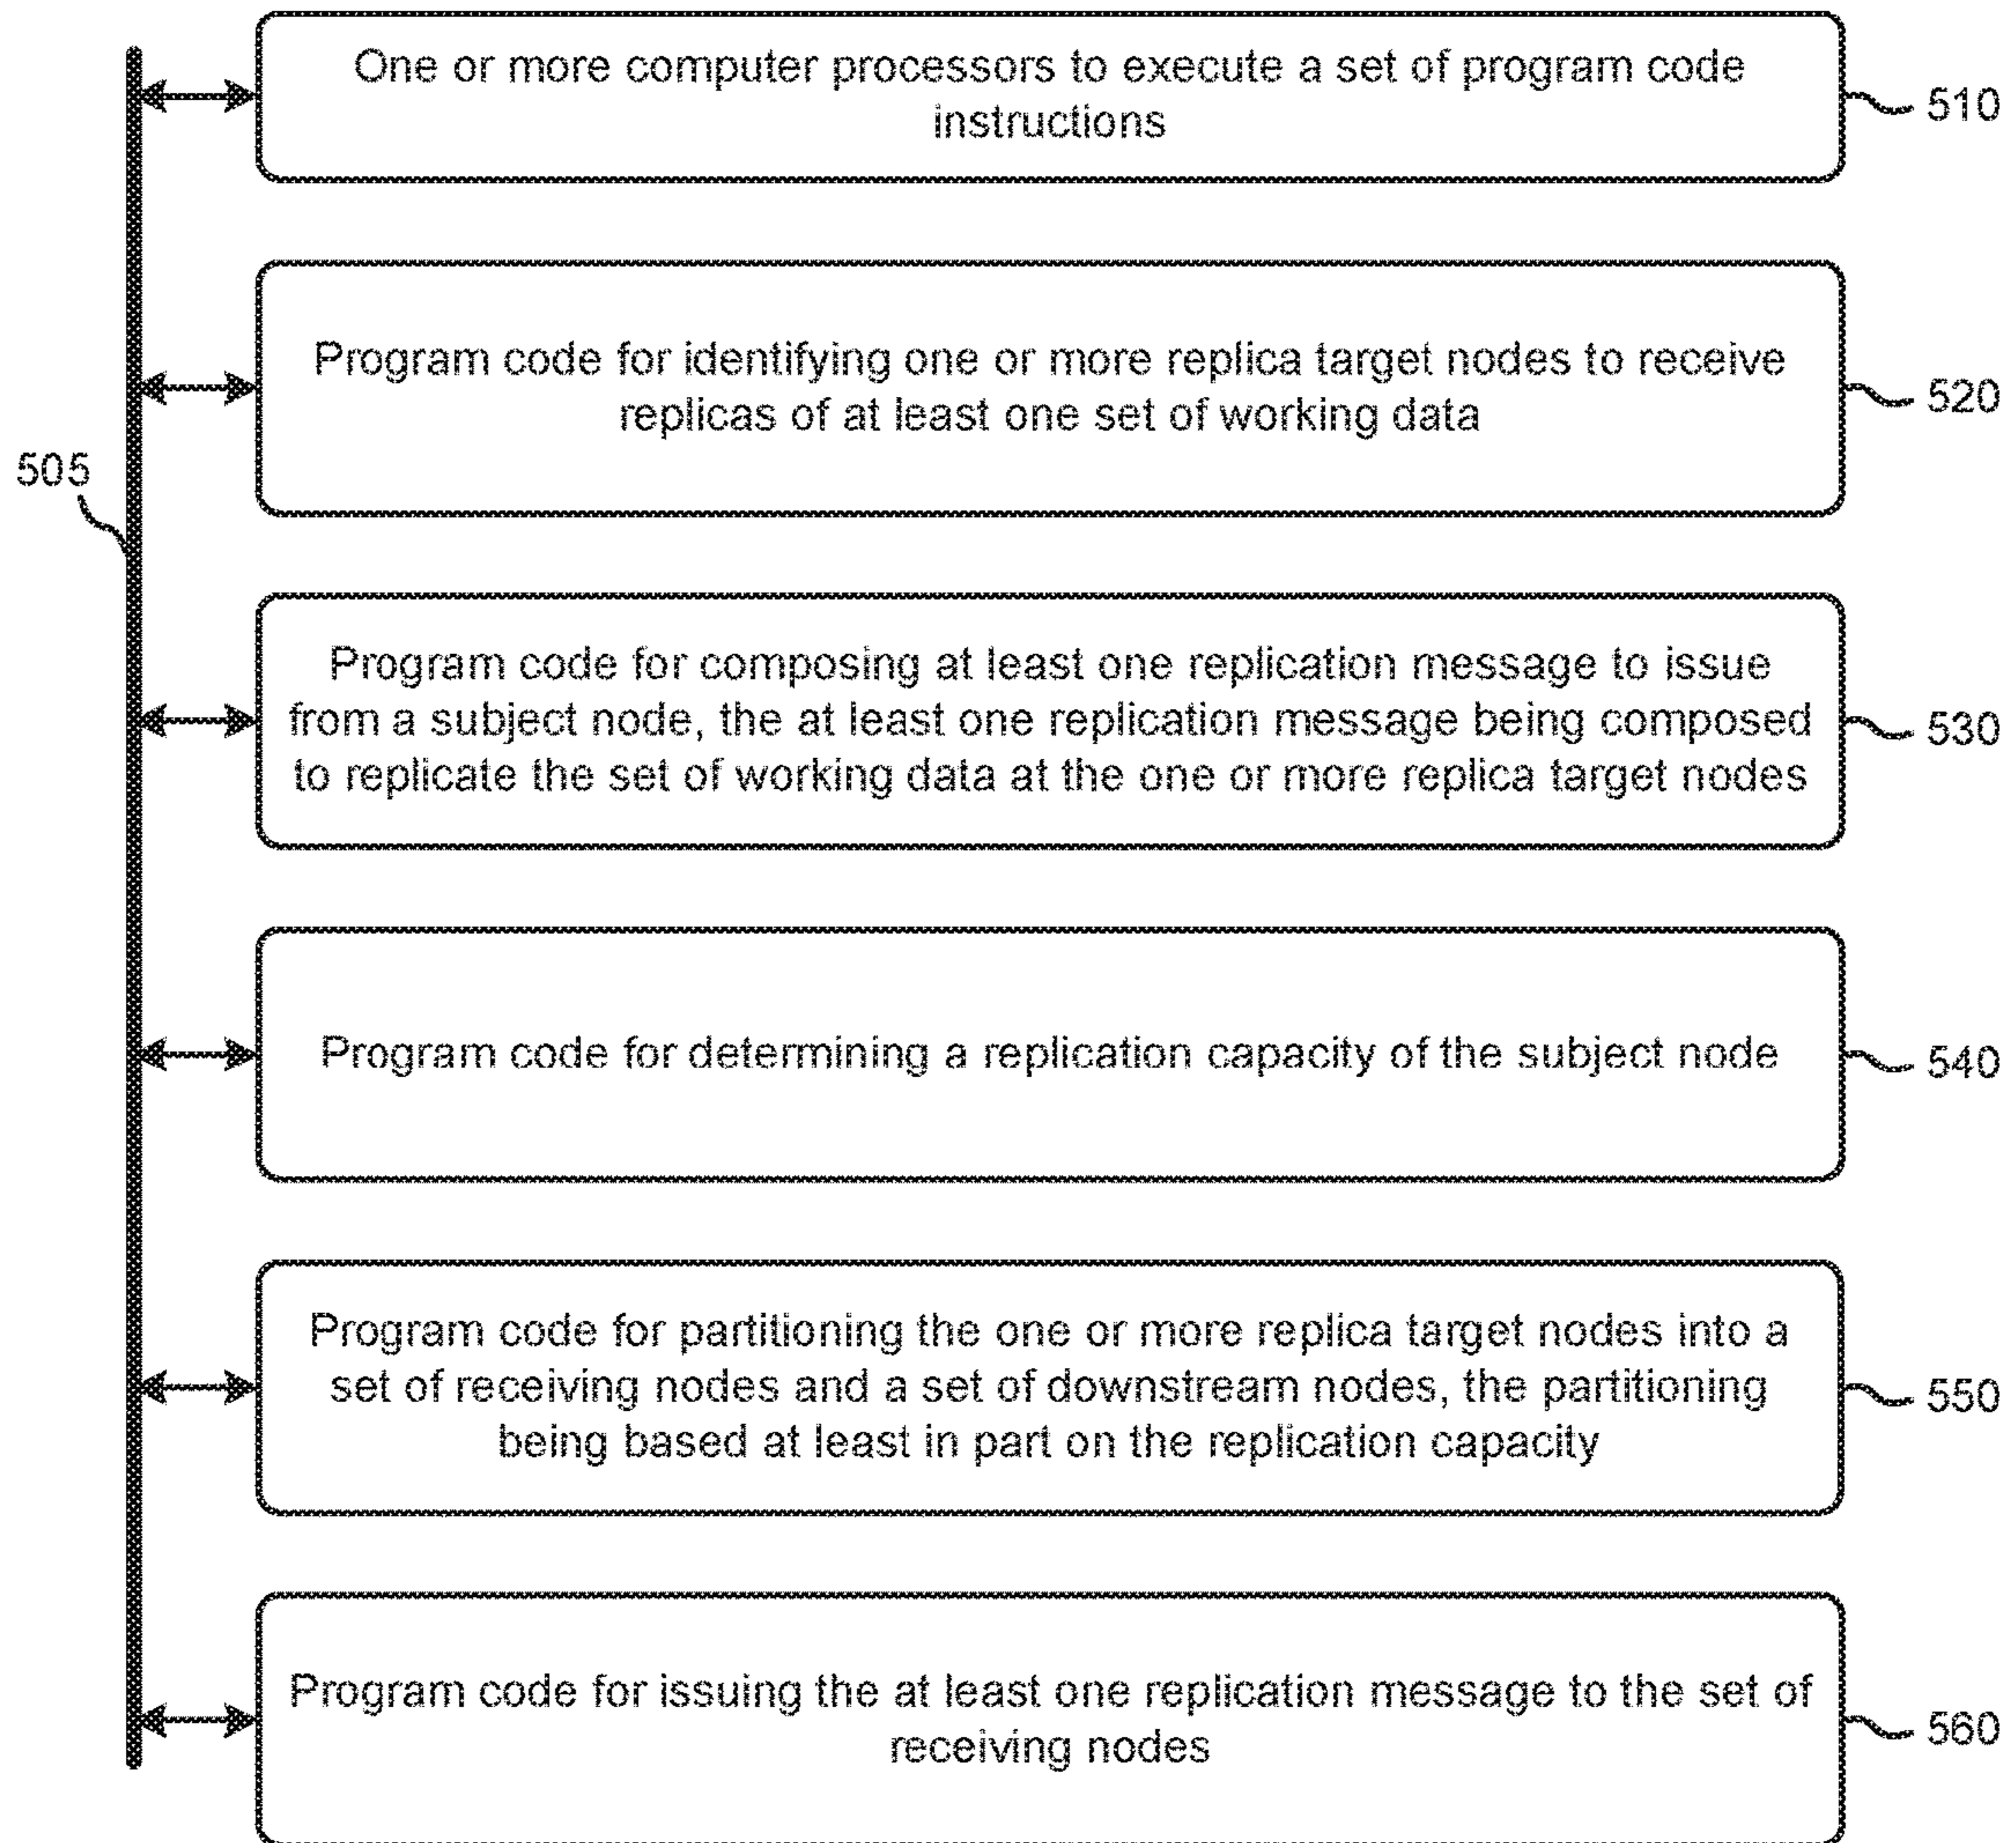 One or more computer processors to execute a set of program code
instructions
510
Program code for identifying one or more replica target nodes to receive
replicas of at least one set of working data
520
505
Program code for composing at least one replication message to issue
from a subject node, the at least one replication message being composed
to replicate the set of working data at the one or more replica target nodes
530
Program code for determining a replication capacity of the subject node
540
Program code for partitioning the one or more replica target nodes into a
set of receiving nodes and a set of downstream nodes, the partitioning
being based at least in part on the replication capacity
550
Program code for issuing the at least one replication message to the set of
receiving nodes
560